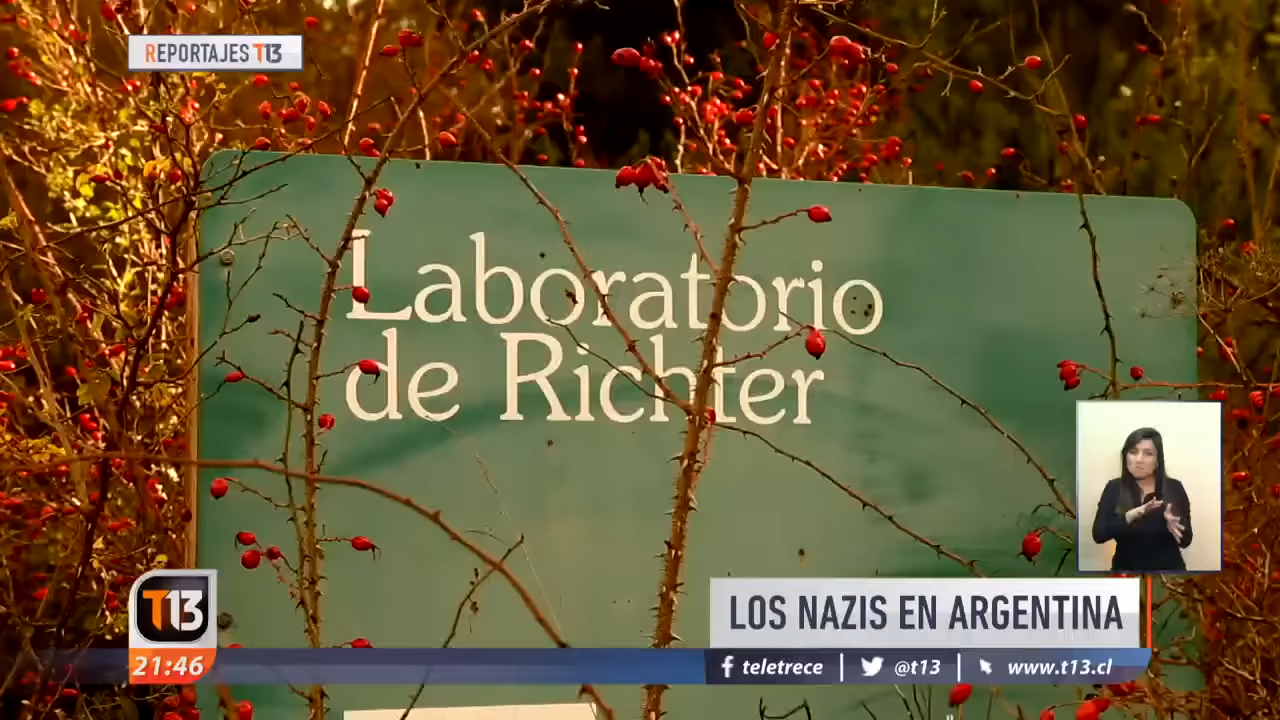 REPORTAJES T13
Laboratorio
de Richter
T13
21:46
LOS NAZIS EN ARGENTINA
teletrece
@t13
www.t13.cl